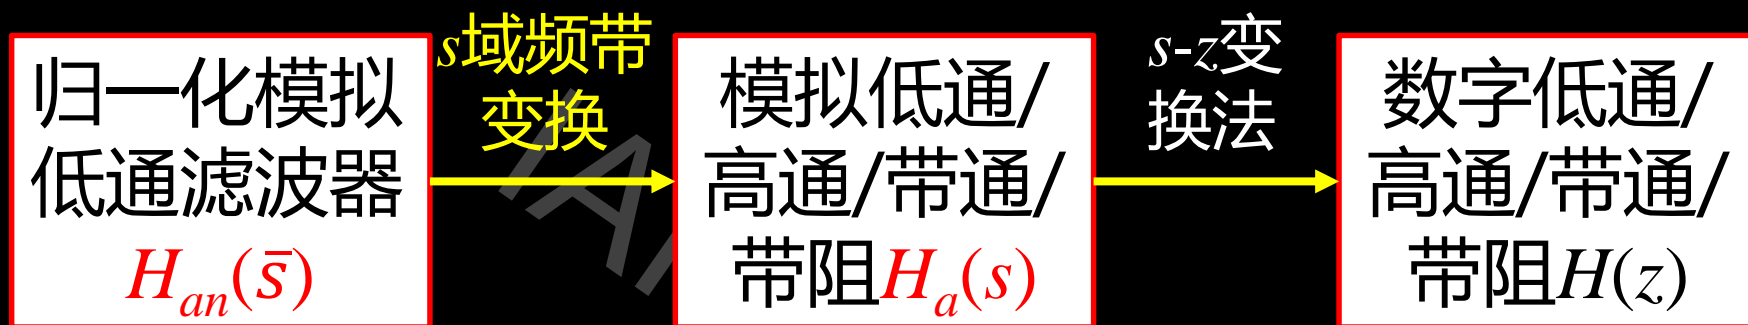 归一化模拟
低通滤波器
H_an(s̄)
s域频带
变换
模拟低通/
高通/带通/
带阻H_a(s)
s-z变
换法
数字低通/
高通/带通/
带阻H(z)